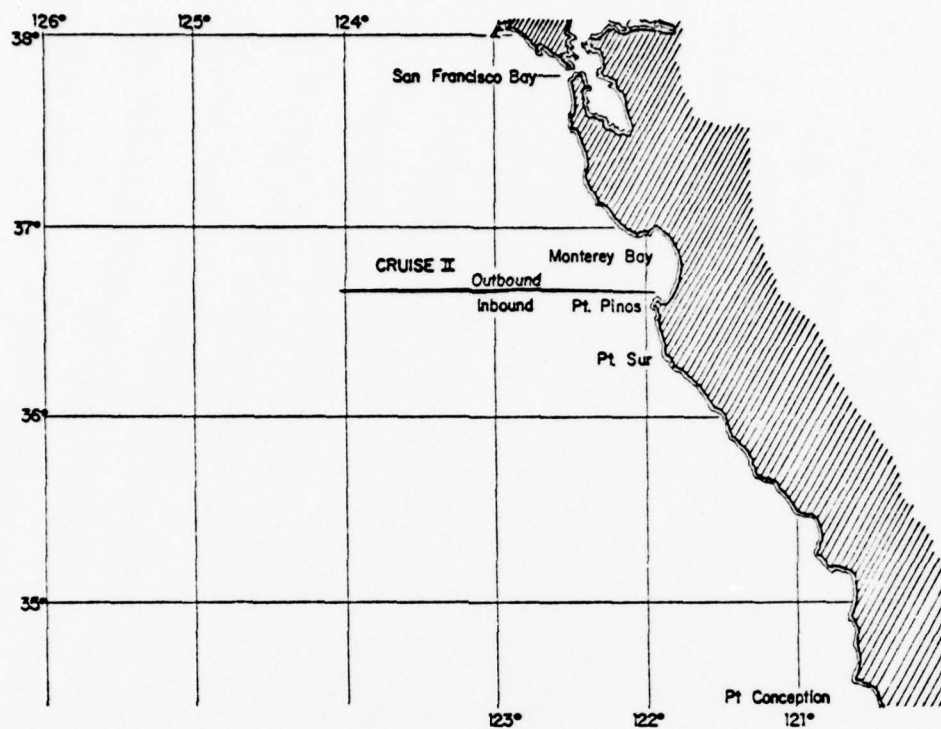 126° 125° 124°
38°
San Francisco Bay
37°
Monterey Bay
CRUISE II
Outbound
Inbound Pt. Pinos
Pt Sur
36°
35°
Pt Conception
123° 122° 121°